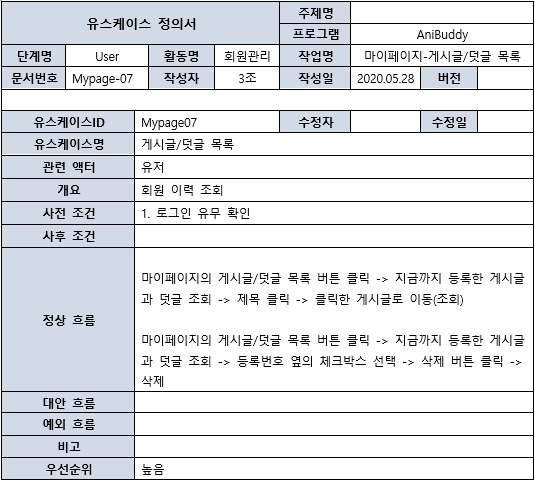 유스케이스 정의서 주제명
프로그램 AniBuddy
단계명 User 활동명 회원관리 작업명 마이페이지-게시글/덧글 목록
문서번호 Mypage-07 작성자 3조 작성일 2020.05.28 버전
유스케이스ID Mypage07 수정자 수정일
유스케이스명 게시글/덧글 목록
관련 액터 유저
개요 회원 이력 조회
사전 조건 1. 로그인 유무 확인
사후 조건
정상 흐름
마이페이지의 게시글/덧글 목록 버튼 클릭 -> 지금까지 등록한 게시글
과 덧글 조회 -> 제목 클릭 -> 클릭한 게시글로 이동(조회)
마이페이지의 게시글/덧글 목록 버튼 클릭 -> 지금까지 등록한 게시글
과 덧글 조회 -> 등록번호 옆의 체크박스 선택 -> 삭제 버튼 클릭 ->
삭제
대안 흐름
예외 흐름
비고
우선순위 높음